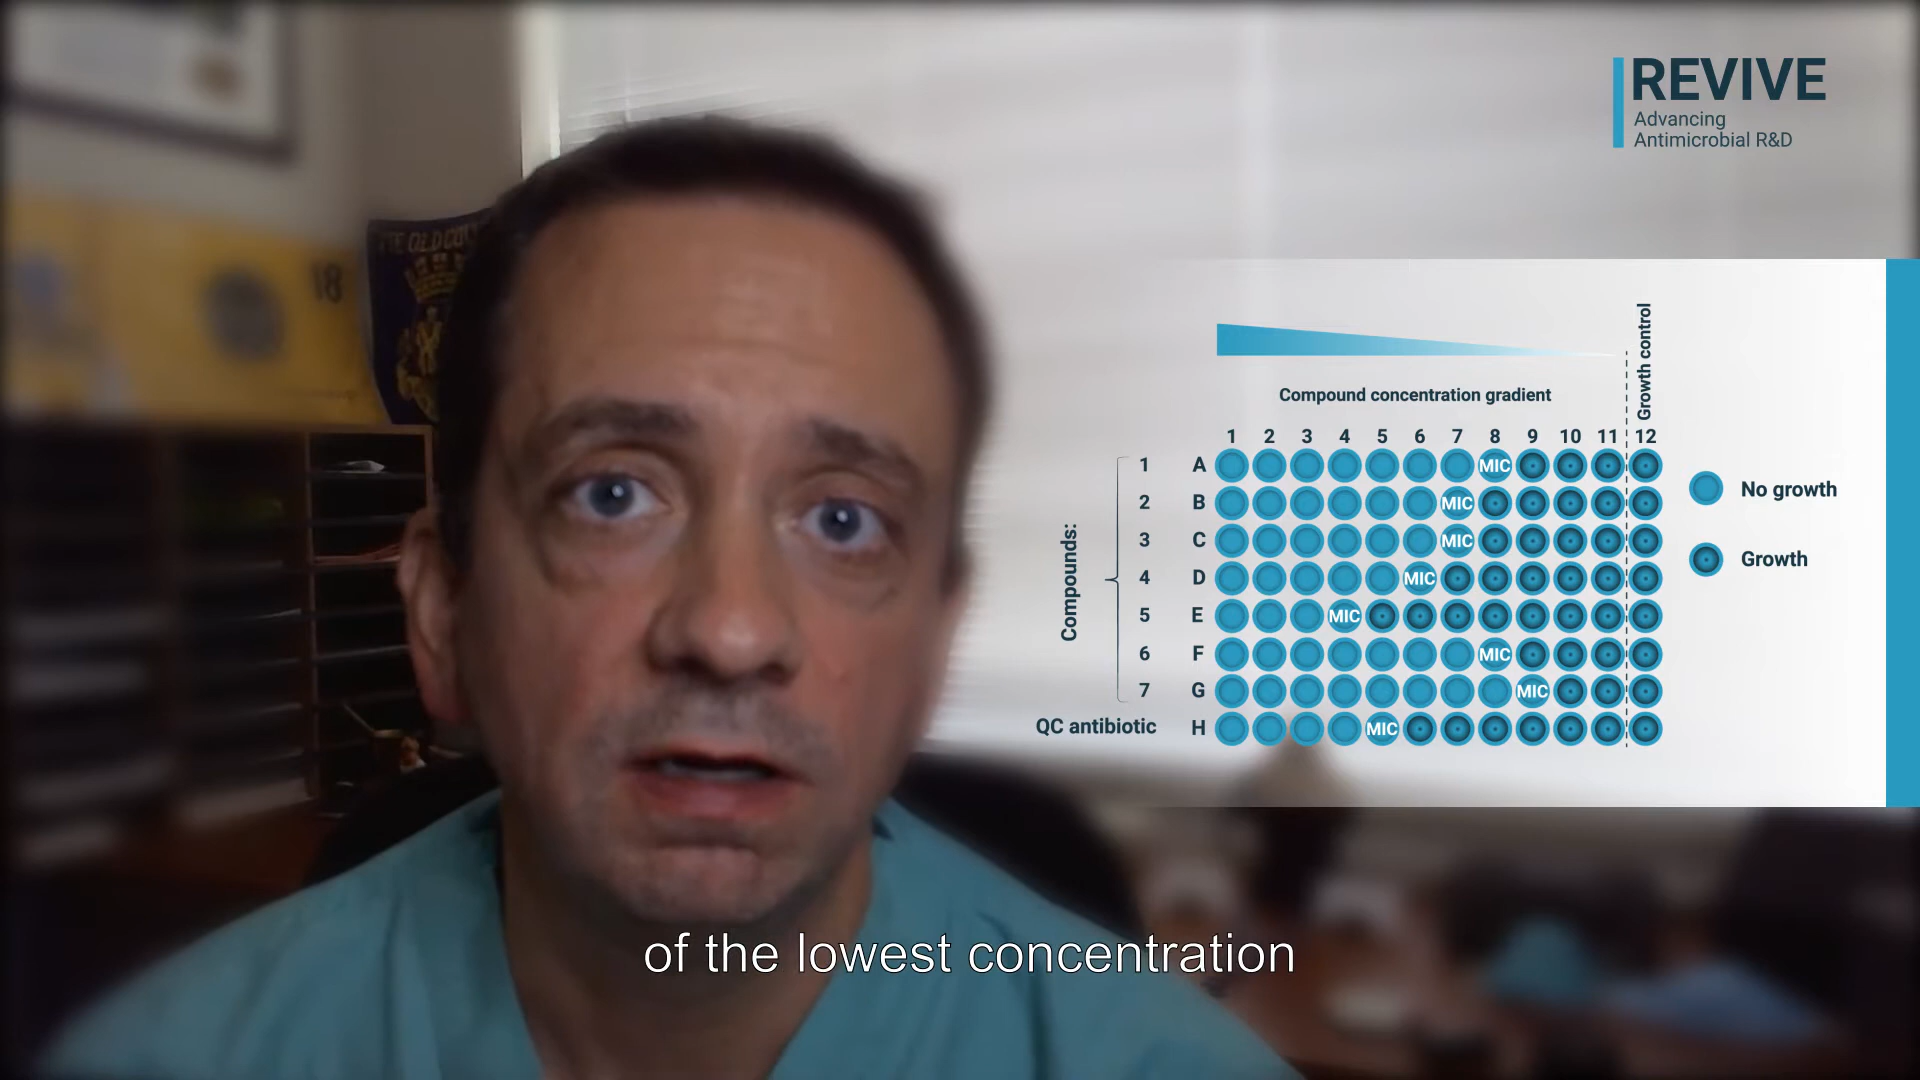 REVIVE
Advancing
Antimicrobial R&D
18
Growth control
Compound concentration gradient
1 2 3 4 5 6 7 8 9 10 11 12
Compounds:
1 A MIC
2 B MIC
3 C MIC
4 D MIC
5 E MIC
6 F MIC
7 G MIC
QC antibiotic H MIC
No growth
Growth
of the lowest concentration